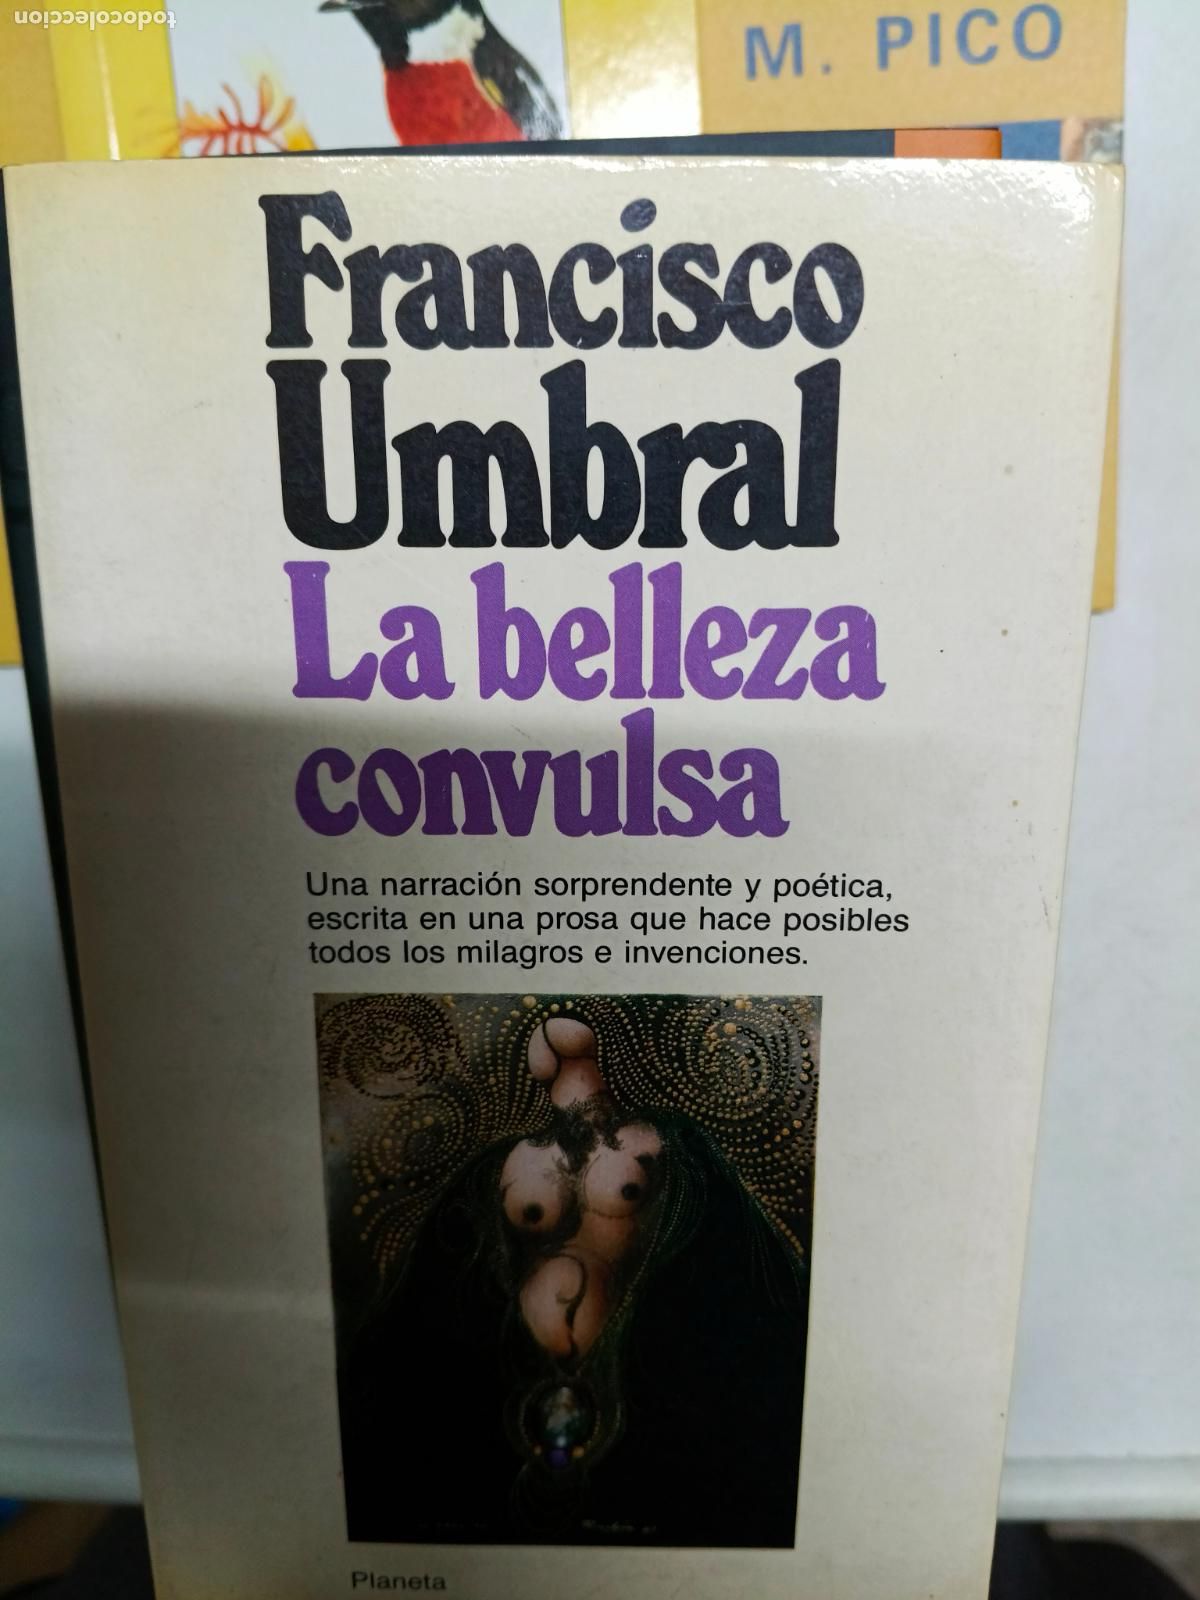 todocoleccion
M. PICO
Francisco
Umbral
La belleza
convulsa
Una narración sorprendente y poética,
escrita en una prosa que hace posibles
todos los milagros e invenciones.
Planeta